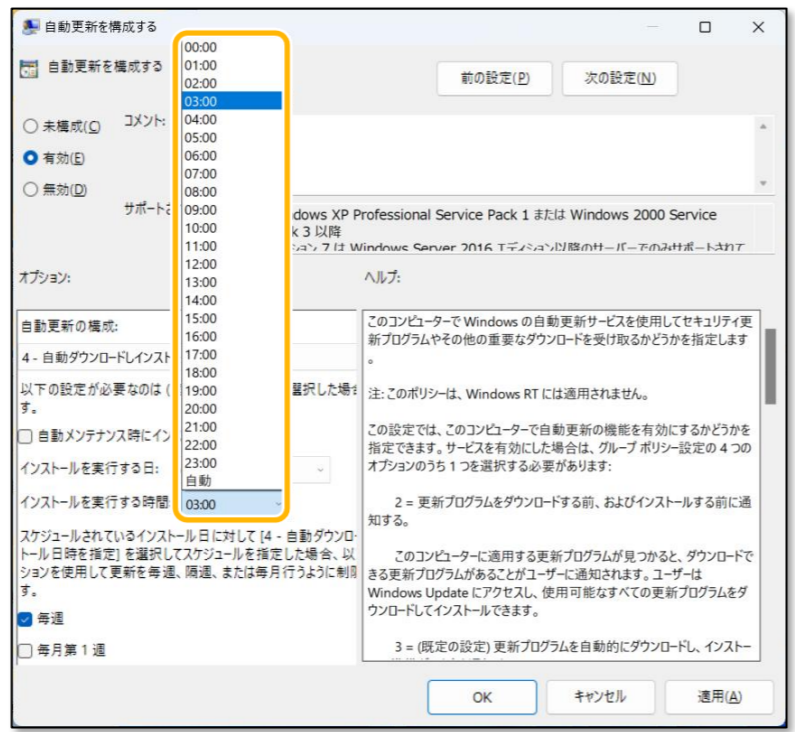 自動更新を構成する
自動更新を構成する
前の設定(P)
次の設定(N)
未構成(C)
コメント:
有効(E)
無効(D)
サポートさ
dows XP Professional Service Pack 1 または Windows 2000 Service
k 3 以降
ション 7 は Windows Server 2016 エディション以降のサーバーでのみサポートされて
00:00
01:00
02:00
03:00
04:00
05:00
06:00
07:00
08:00
09:00
10:00
11:00
12:00
13:00
14:00
15:00
16:00
17:00
18:00
19:00
20:00
21:00
22:00
23:00
自動
オプション:
自動更新の構成:
4 - 自動ダウンロードしインスト
以下の設定が必要なのは (
選択した場合
す。
自動メンテナンス時にイン
インストールを実行する日:
インストールを実行する時間
03:00
スケジュールされているインストール日に対して [4 - 自動ダウンロー
トール日時を指定] を選択してスケジュールを指定した場合、以
ションを使用して更新を毎週、隔週、または毎月行うように制限
す。
毎週
毎月第 1 週
ヘルプ:
このコンピューターで Windows の自動更新サービスを使用してセキュリティ更
新プログラムやその他の重要なダウンロードを受け取るかどうかを指定します
。
注: このポリシーは、Windows RT には適用されません。
この設定では、このコンピューターで自動更新の機能を有効にするかどうかを
指定できます。サービスを有効にした場合は、グループ ポリシー設定の 4 つの
オプションのうち 1 つを選択する必要があります:
2 = 更新プログラムをダウンロードする前、およびインストールする前に通
知する。
このコンピューターに適用する更新プログラムが見つかると、ダウンロードで
きる更新プログラムがあることがユーザーに通知されます。ユーザーは
Windows Update にアクセスし、使用可能なすべての更新プログラムをダ
ウンロードしてインストールできます。
3 = (既定の設定) 更新プログラムを自動的にダウンロードし、インストー
OK
キャンセル
適用(A)